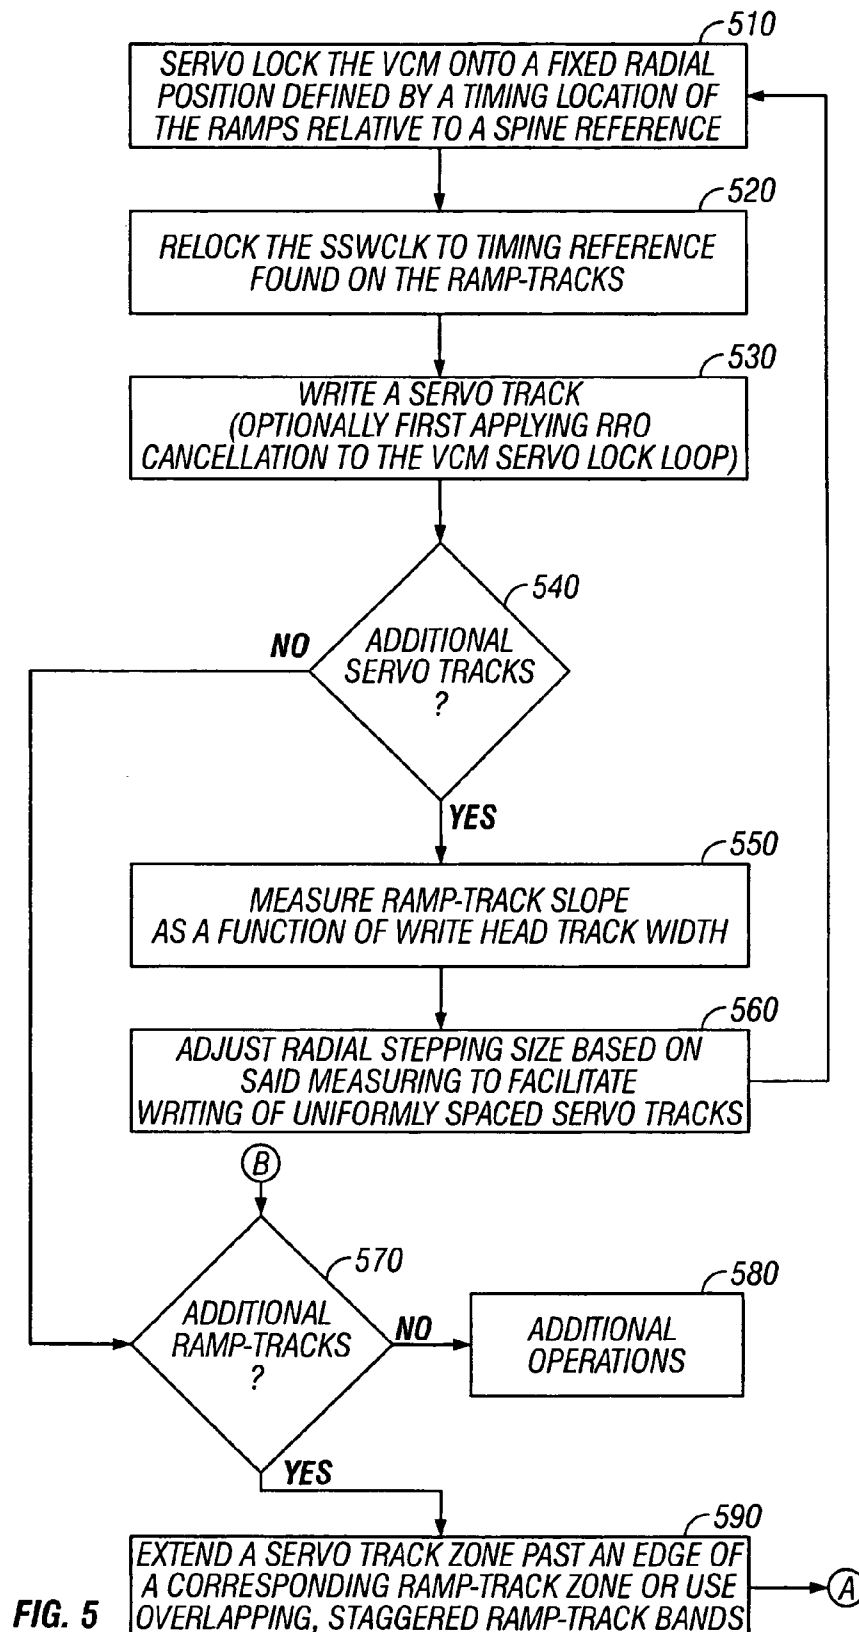 510
SERVO LOCK THE VCM ONTO A FIXED RADIAL
POSITION DEFINED BY A TIMING LOCATION OF
THE RAMPS RELATIVE TO A SPINE REFERENCE
520
RELOCK THE SSWCLK TO TIMING REFERENCE
FOUND ON THE RAMP-TRACKS
530
WRITE A SERVO TRACK
(OPTIONALLY FIRST APPLYING RRO
CANCELLATION TO THE VCM SERVO LOCK LOOP)
540
NO
ADDITIONAL
SERVO TRACKS
?
YES
550
MEASURE RAMP-TRACK SLOPE
AS A FUNCTION OF WRITE HEAD TRACK WIDTH
560
ADJUST RADIAL STEPPING SIZE BASED ON
SAID MEASURING TO FACILITATE
WRITING OF UNIFORMLY SPACED SERVO TRACKS
B
570
ADDITIONAL
RAMP-TRACKS
?
NO
580
ADDITIONAL
OPERATIONS
YES
590
EXTEND A SERVO TRACK ZONE PAST AN EDGE OF
A CORRESPONDING RAMP-TRACK ZONE OR USE
OVERLAPPING, STAGGERED RAMP-TRACK BANDS
A
FIG. 5